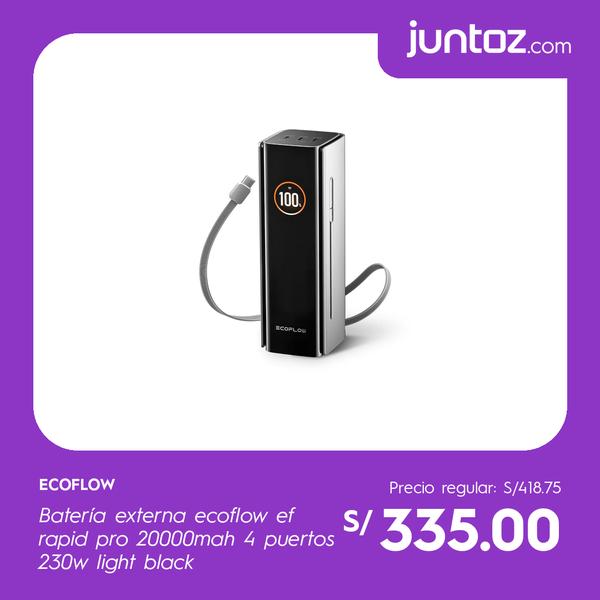 juntoz.com
100%
ECOFLOW
ECOFLOW
Batería externa ecoflow ef
rapid pro 20000mah 4 puertos
230w light black
Precio regular: S/418.75
S/ 335.00